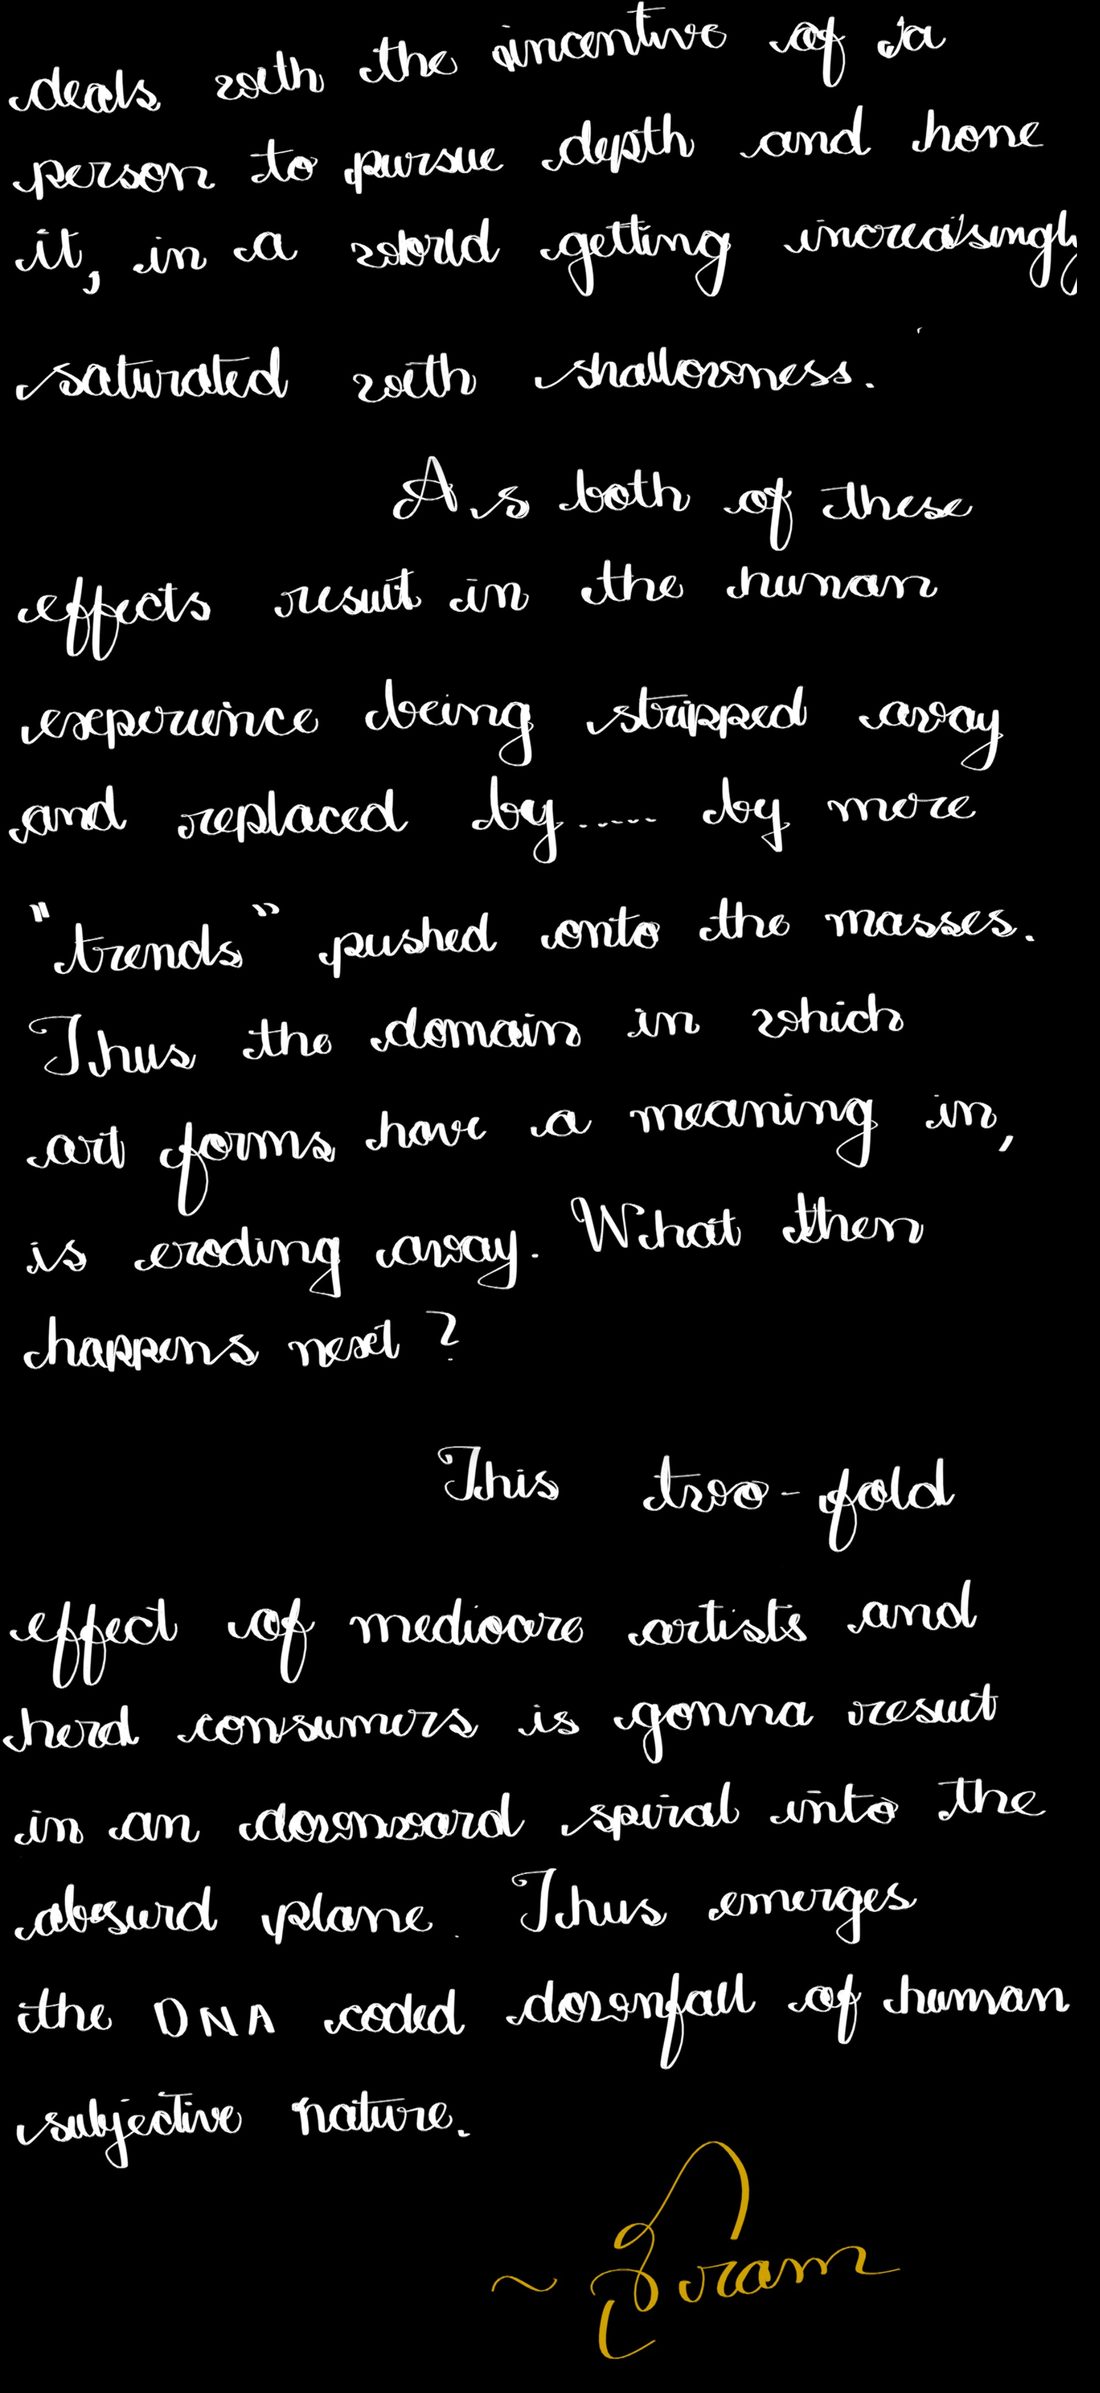 deals with the incentive of a
person to pursue depth and hone
it, in a world getting increasingly
saturated with shallowness.
As both of these
effects result in the human
experience being stripped away
and replaced by..... by more
"trends" pushed onto the masses.
Thus the domain in which
art forms have a meaning in,
is eroding away. What then
happens next?
This two-fold
effect of mediocre artists and
herd consumers is gonna result
in an downward spiral into the
absurd plane. Thus emerges
the DNA coded downfall of human
subjective nature.